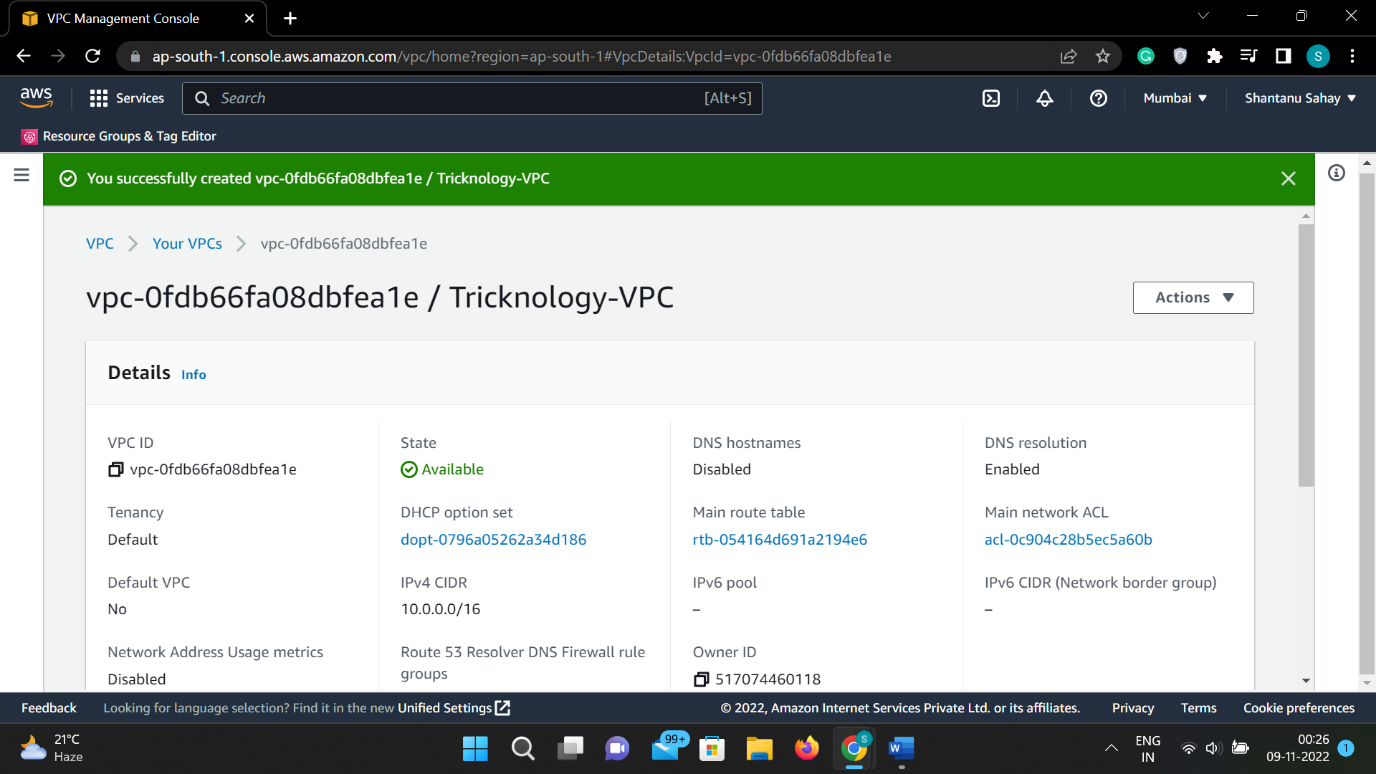 VPC Management Console
ap-south-1.console.aws.amazon.com/vpc/home?region=ap-south-1#VpcDetails:VpcId=vpc-0fdb66fa08dbfea1e
S
aws
Services
Search
[Alt+S]
Mumbai
Shantanu Sahay
Resource Groups & Tag Editor
You successfully created vpc-0fdb66fa08dbfea1e / Tricknology-VPC
VPC
Your VPCs
vpc-0fdb66fa08dbfea1e
vpc-0fdb66fa08dbfea1e / Tricknology-VPC
Actions
Details Info
VPC ID
vpc-0fdb66fa08dbfea1e
State
Available
DNS hostnames
Disabled
DNS resolution
Enabled
Tenancy
Default
DHCP option set
dopt-0796a05262a34d186
Main route table
rtb-054164d691a2194e6
Main network ACL
acl-0c904c28b5ec5a60b
Default VPC
No
IPv4 CIDR
10.0.0.0/16
IPv6 pool
–
IPv6 CIDR (Network border group)
–
Network Address Usage metrics
Disabled
Route 53 Resolver DNS Firewall rule
groups
Owner ID
517074460118
Feedback
Looking for language selection? Find it in the new Unified Settings
© 2022, Amazon Internet Services Private Ltd. or its affiliates.
Privacy
Terms
Cookie preferences
21°C
Haze
99+
S
W
ENG
IN
00:26
09-11-2022
1